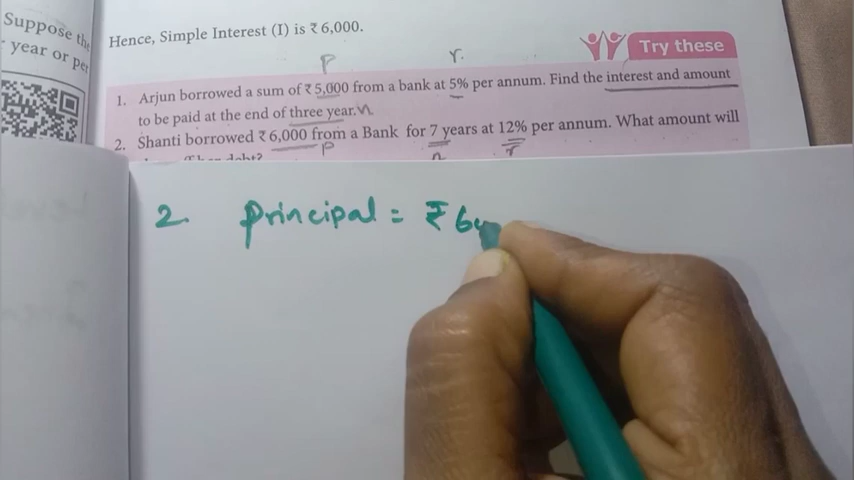 Suppose the
year or per
Hence, Simple Interest (I) is ₹ 6,000.
Try these
P r.
1. Arjun borrowed a sum of ₹ 5,000 from a bank at 5% per annum. Find the interest and amount
to be paid at the end of three year. n
2. Shanti borrowed ₹ 6,000 from a Bank for 7 years at 12% per annum. What amount will
P n r
2. Principal = ₹ 6